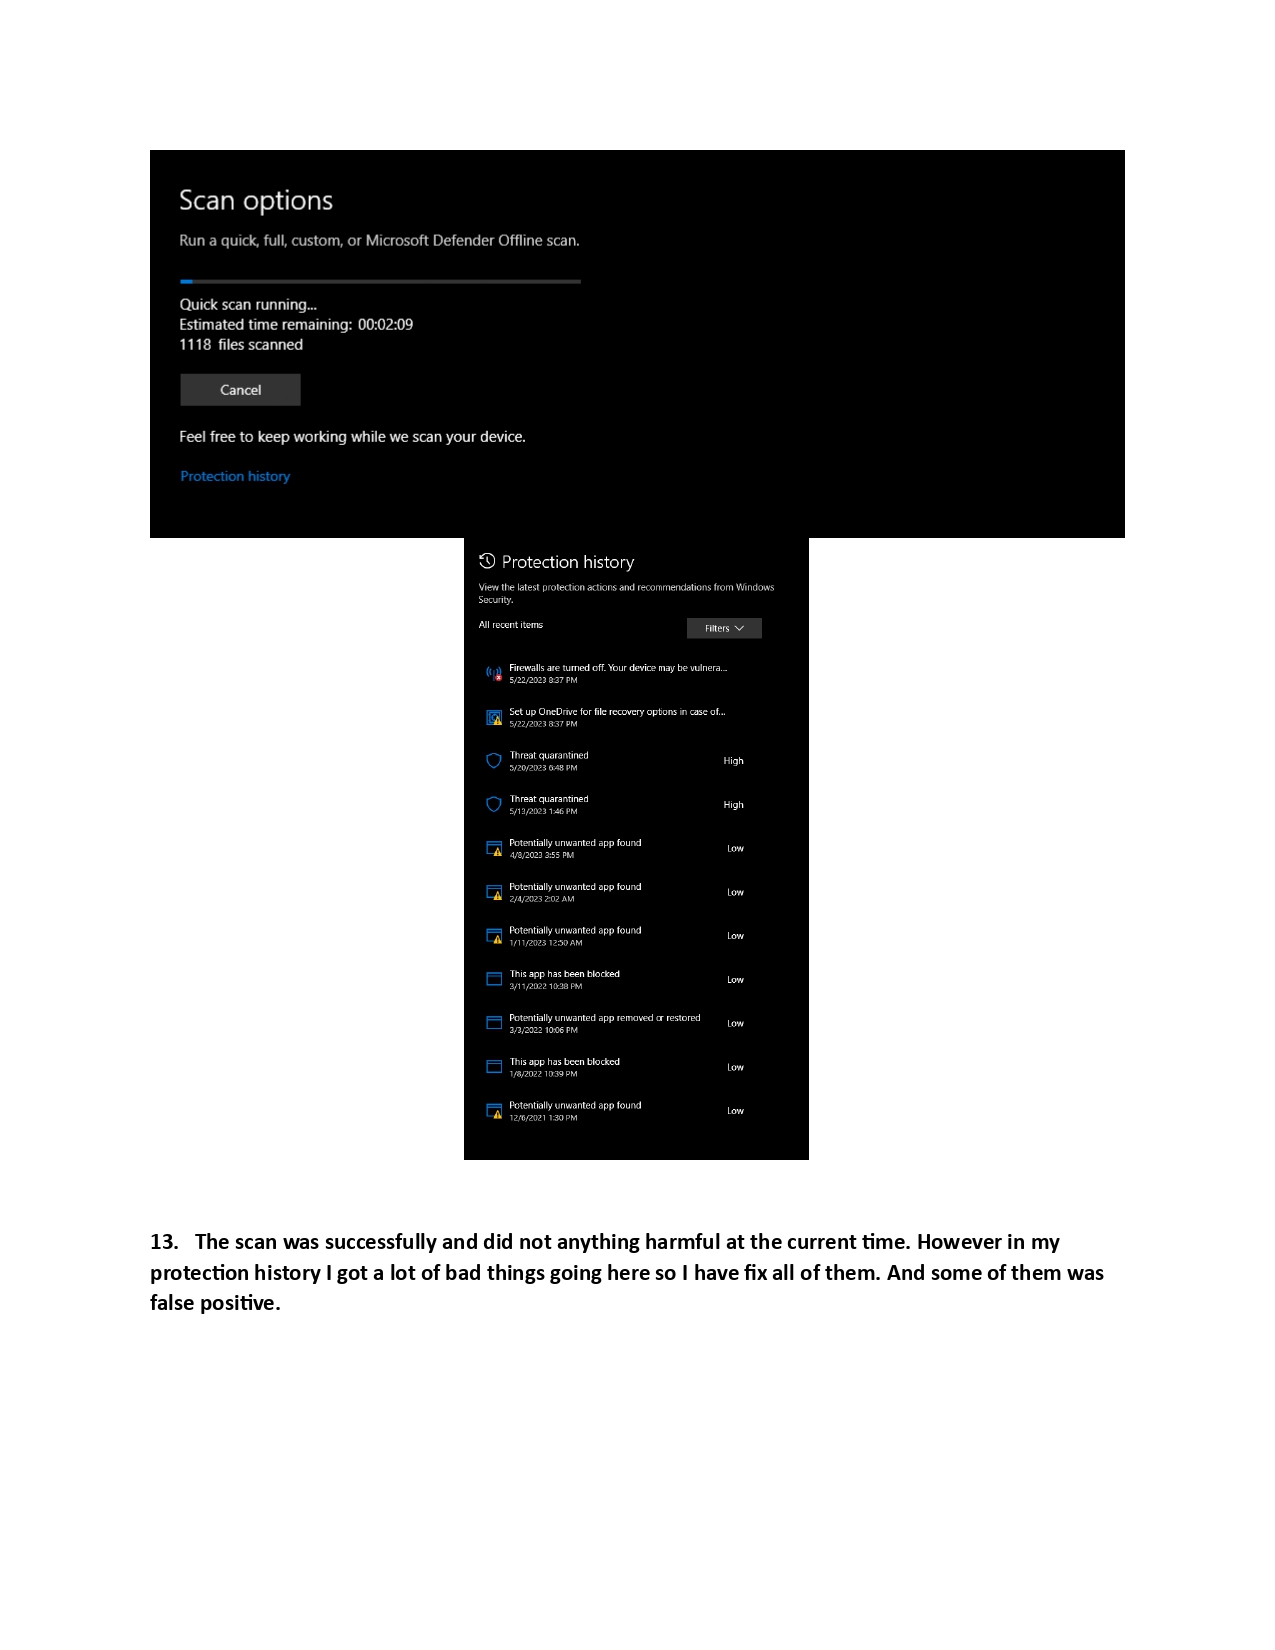 Scan options
Run a quick, full, custom, or Microsoft Defender Offline scan.
Quick scan running...
Estimated time remaining: 00:02:09
1118 files scanned
Cancel
Feel free to keep working while we scan your device.
Protection history
Protection history
View the latest protection actions and recommendations from Windows
Security.
All recent items
Filters
Firewalls are turned off. Your device may be vulnera...
5/22/2023 8:37 PM
Set up OneDrive for file recovery options in case of...
5/22/2023 8:37 PM
Threat quarantined
5/20/2023 6:48 PM
High
Threat quarantined
5/13/2023 1:46 PM
High
Potentially unwanted app found
4/8/2023 3:55 PM
Low
Potentially unwanted app found
2/4/2023 2:02 AM
Low
Potentially unwanted app found
1/11/2023 12:50 AM
Low
This app has been blocked
3/11/2022 10:38 PM
Low
Potentially unwanted app removed or restored
3/3/2022 10:06 PM
Low
This app has been blocked
1/8/2022 10:39 PM
Low
Potentially unwanted app found
12/6/2021 1:30 PM
Low
13. The scan was successfully and did not anything harmful at the current time. However in my
protection history I got a lot of bad things going here so I have fix all of them. And some of them was
false positive.